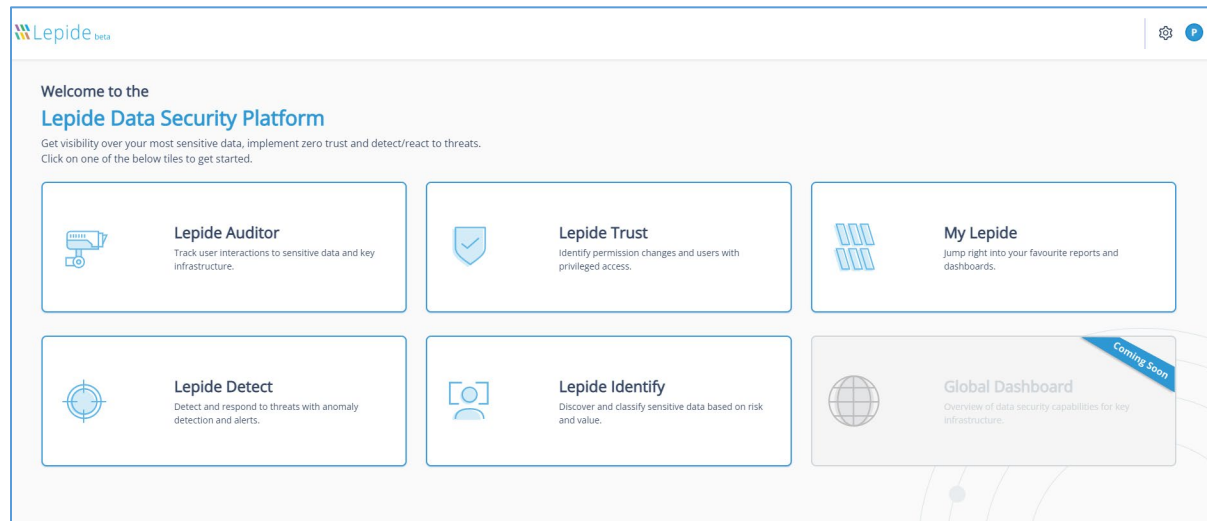 Lepide beta
P
Welcome to the
Lepide Data Security Platform
Get visibility over your most sensitive data, implement zero trust and detect/react to threats.
Click on one of the below tiles to get started.
Lepide Auditor
Track user interactions to sensitive data and key
infrastructure.
Lepide Trust
Identify permission changes and users with
privileged access.
My Lepide
Jump right into your favourite reports and
dashboards.
Lepide Detect
Detect and respond to threats with anomaly
detection and alerts.
Lepide Identify
Discover and classify sensitive data based on risk
and value.
Coming Soon
Global Dashboard
Overview of data security capabilities for key
infrastructure.